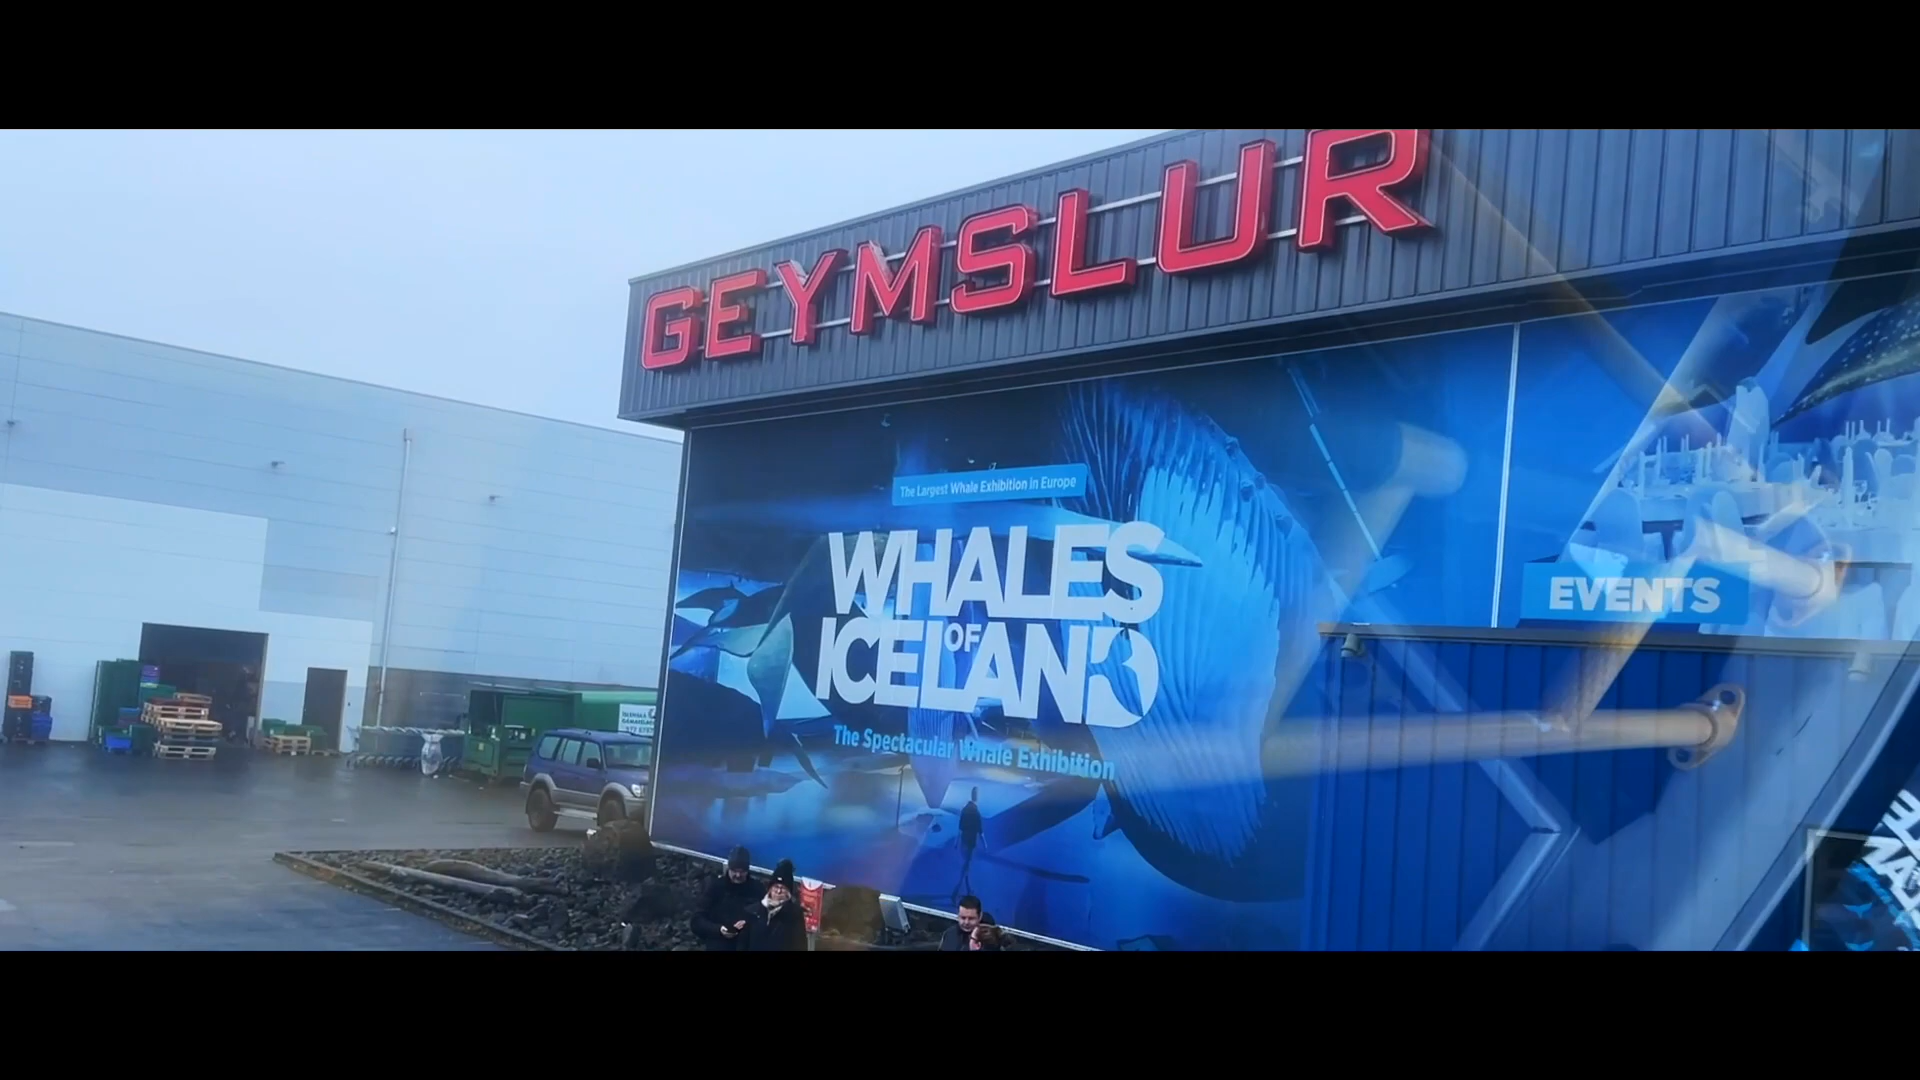 GEYMSLUR
The Largest Whale Exhibition in Europe
WHALES
OF
ICELAND
The Spectacular Whale Exhibition
EVENTS